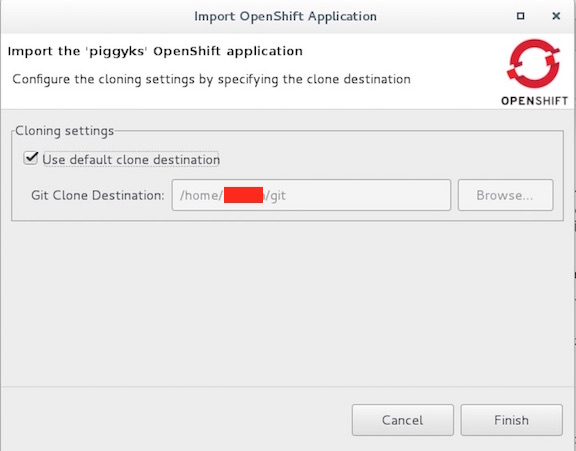 Import OpenShift Application
Import the 'piggyks' OpenShift application
Configure the cloning settings by specifying the clone destination
OPENSHIFT
Cloning settings
Use default clone destination
Git Clone Destination: /home/ /git Browse...
Cancel Finish